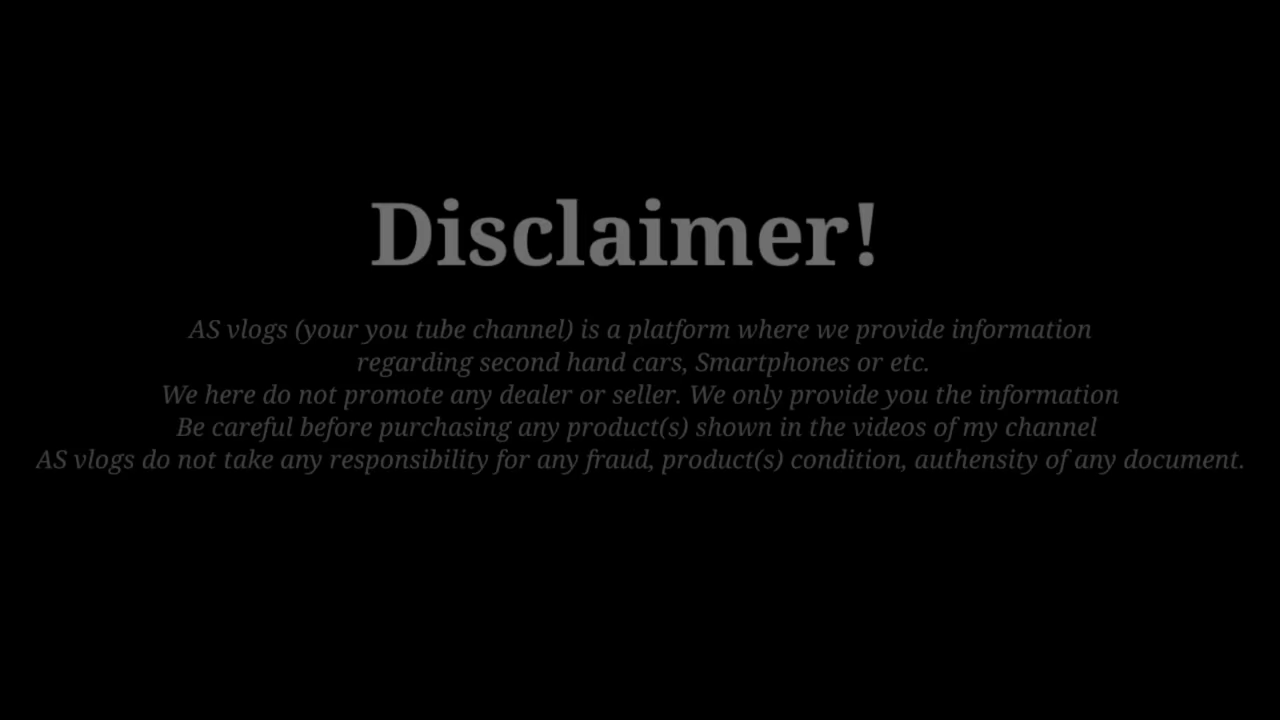 Disclaimer!
AS vlogs (your you tube channel) is a platform where we provide information
regarding second hand cars, Smartphones or etc.
We here do not promote any dealer or seller. We only provide you the information
Be careful before purchasing any product(s) shown in the videos of my channel
AS vlogs do not take any responsibility for any fraud, product(s) condition, authensity of any document.